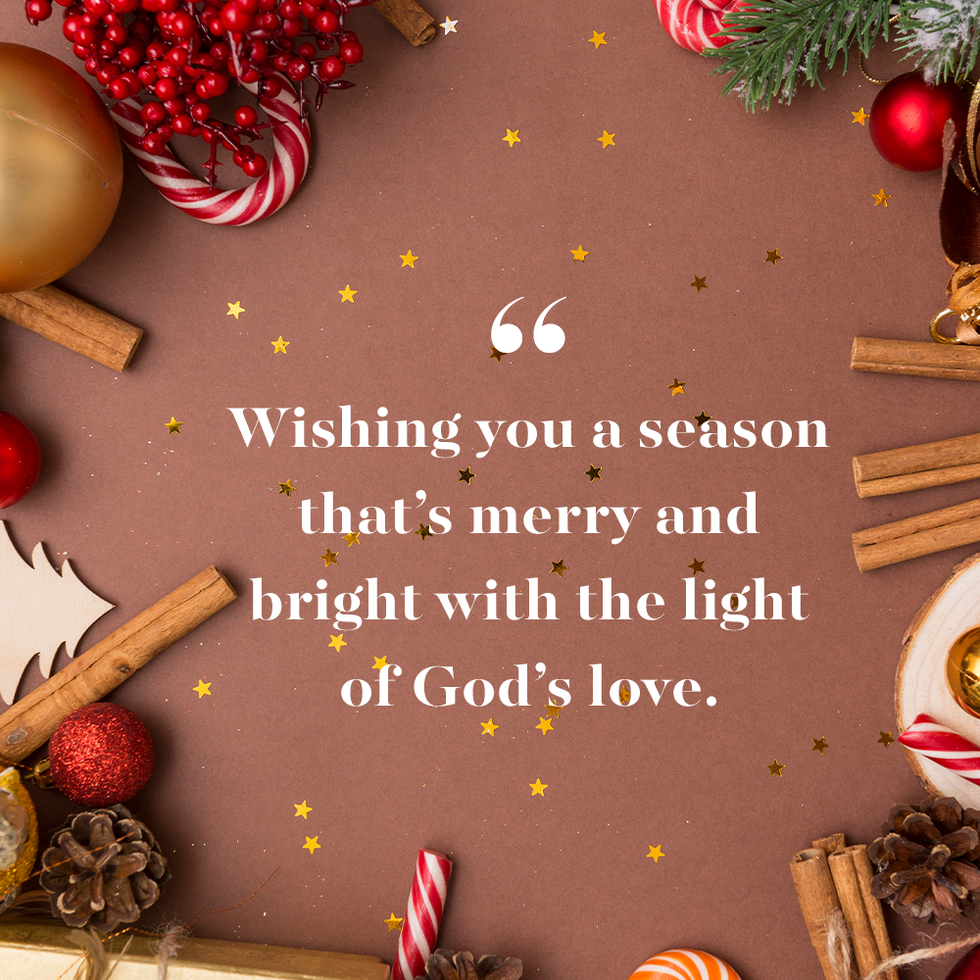 “
Wishing you a season
that’s merry and
bright with the light
of God’s love.